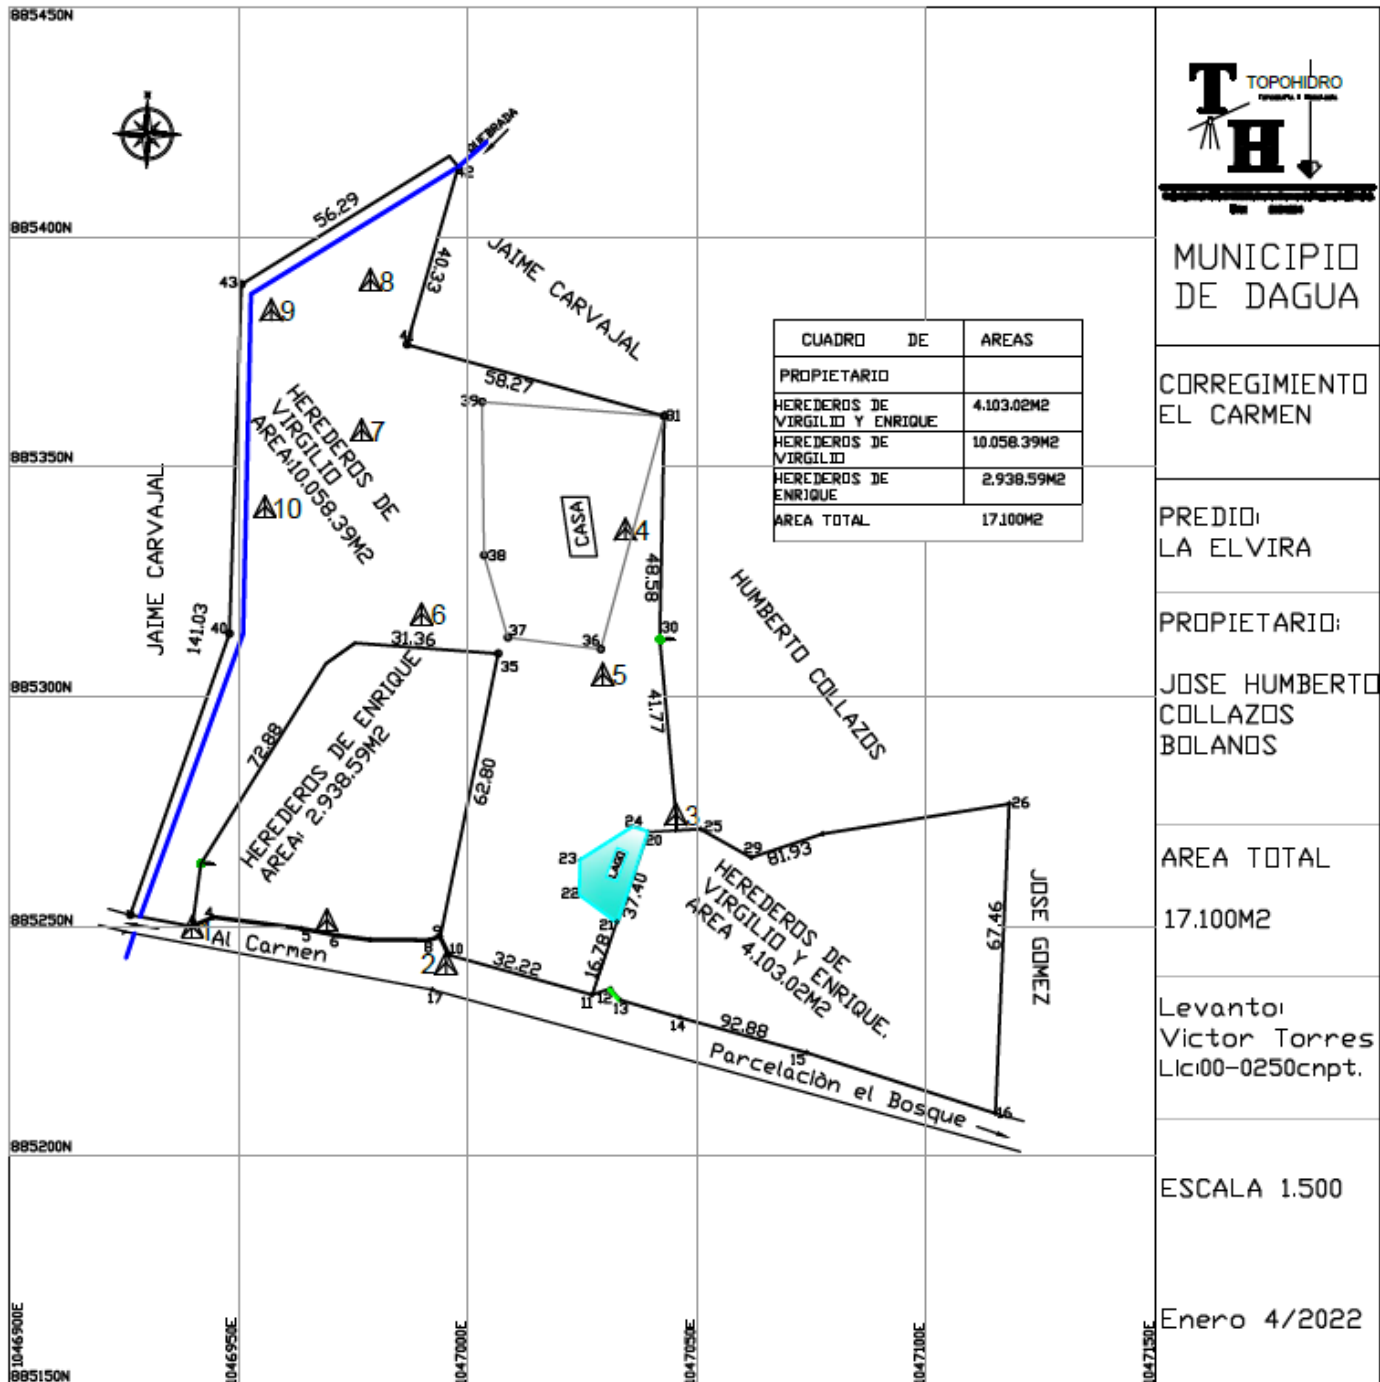 885450N
885400N
885350N
885300N
885250N
885200N
885150N
1046900E
1046950E
1047000E
1047050E
1047100E
1047150E
N
QUEBRADA
42
56.29
43
40.33
JAIME CARVAJAL
8
9
58.27
39
31
HEREDEROS DE
VIRGILIO
AREA:10.058.39M2
7
10
CASA
4
38
48.58
JAIME CARVAJAL
141.03
40
6
31.36
37
36
30
35
5
HUMBERTO COLLAZOS
41.77
72.88
HEREDEROS DE ENRIQUE
AREA: 2.938.59M2
62.80
3
24
20
25
26
23
LAGO
29
81.93
22
37.40
21
HEREDEROS DE
VIRGILIO Y ENRIQUE.
AREA 4.103.02M2
67.46
JOSE GOMEZ
1
4
5
6
8
9
10
2
Al Carmen
17
32.22
16.78
11
12
13
14
92.88
15
16
Parcelaciòn el Bosque
CUADRO DE AREAS
PROPIETARIO
HEREDEROS DE
VIRGILIO Y ENRIQUE 4.103.02M2
HEREDEROS DE
VIRGILIO 10.058.39M2
HEREDEROS DE
ENRIQUE 2.938.59M2
AREA TOTAL 17.100M2
T
H
TOPOHIDRO
MUNICIPIO
DE DAGUA
CORREGIMIENTO
EL CARMEN
PREDIO:
LA ELVIRA
PROPIETARIO:
JOSE HUMBERTO
COLLAZOS
BOLANOS
AREA TOTAL
17.100M2
Levanto:
Victor Torres
Lic:00-0250cnpt.
ESCALA 1.500
Enero 4/2022